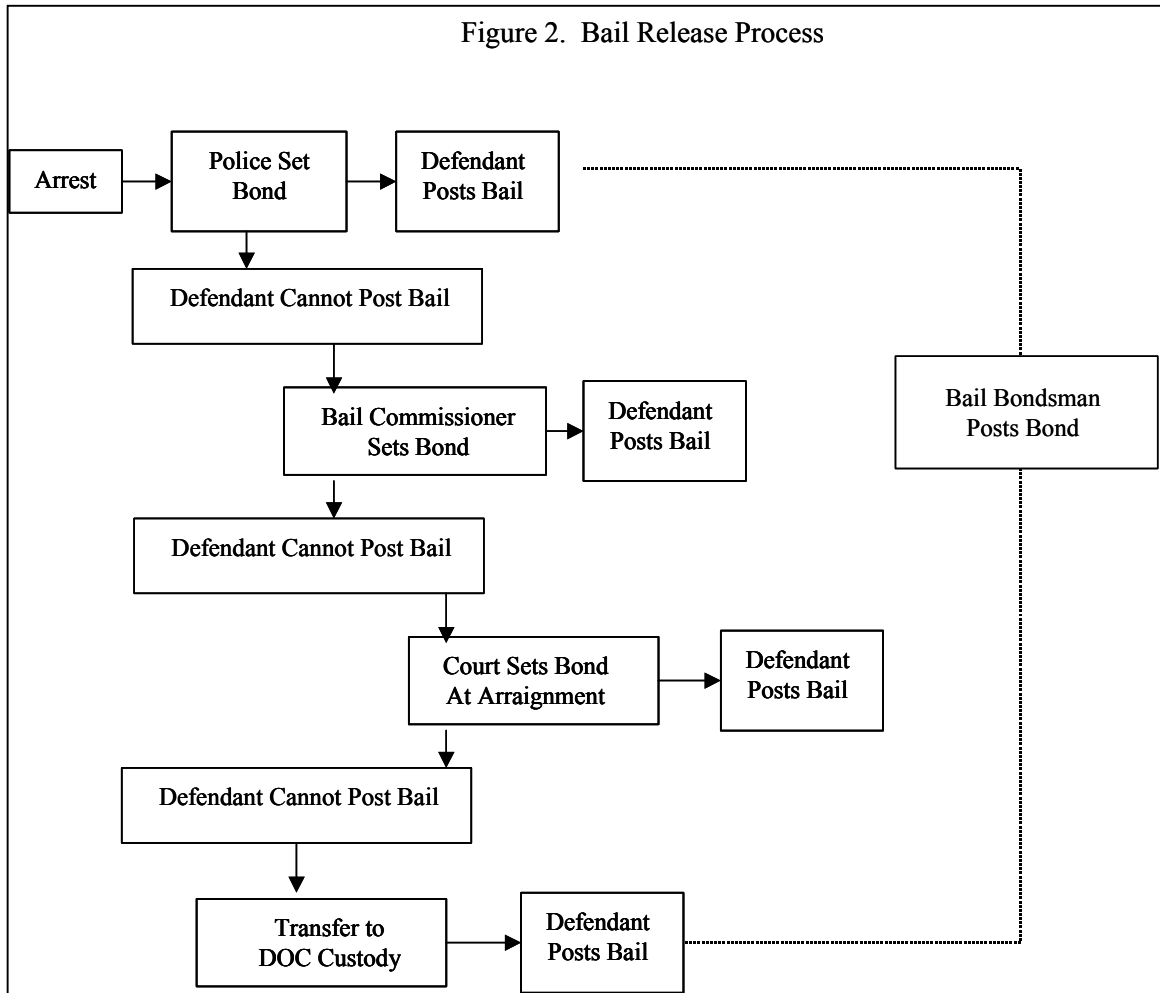 Figure 2. Bail Release Process
Arrest
Police Set
Bond
Defendant
Posts Bail
Defendant Cannot Post Bail
Bail Commissioner
Sets Bond
Defendant
Posts Bail
Bail Bondsman
Posts Bond
Defendant Cannot Post Bail
Court Sets Bond
At Arraignment
Defendant
Posts Bail
Defendant Cannot Post Bail
Transfer to
DOC Custody
Defendant
Posts Bail